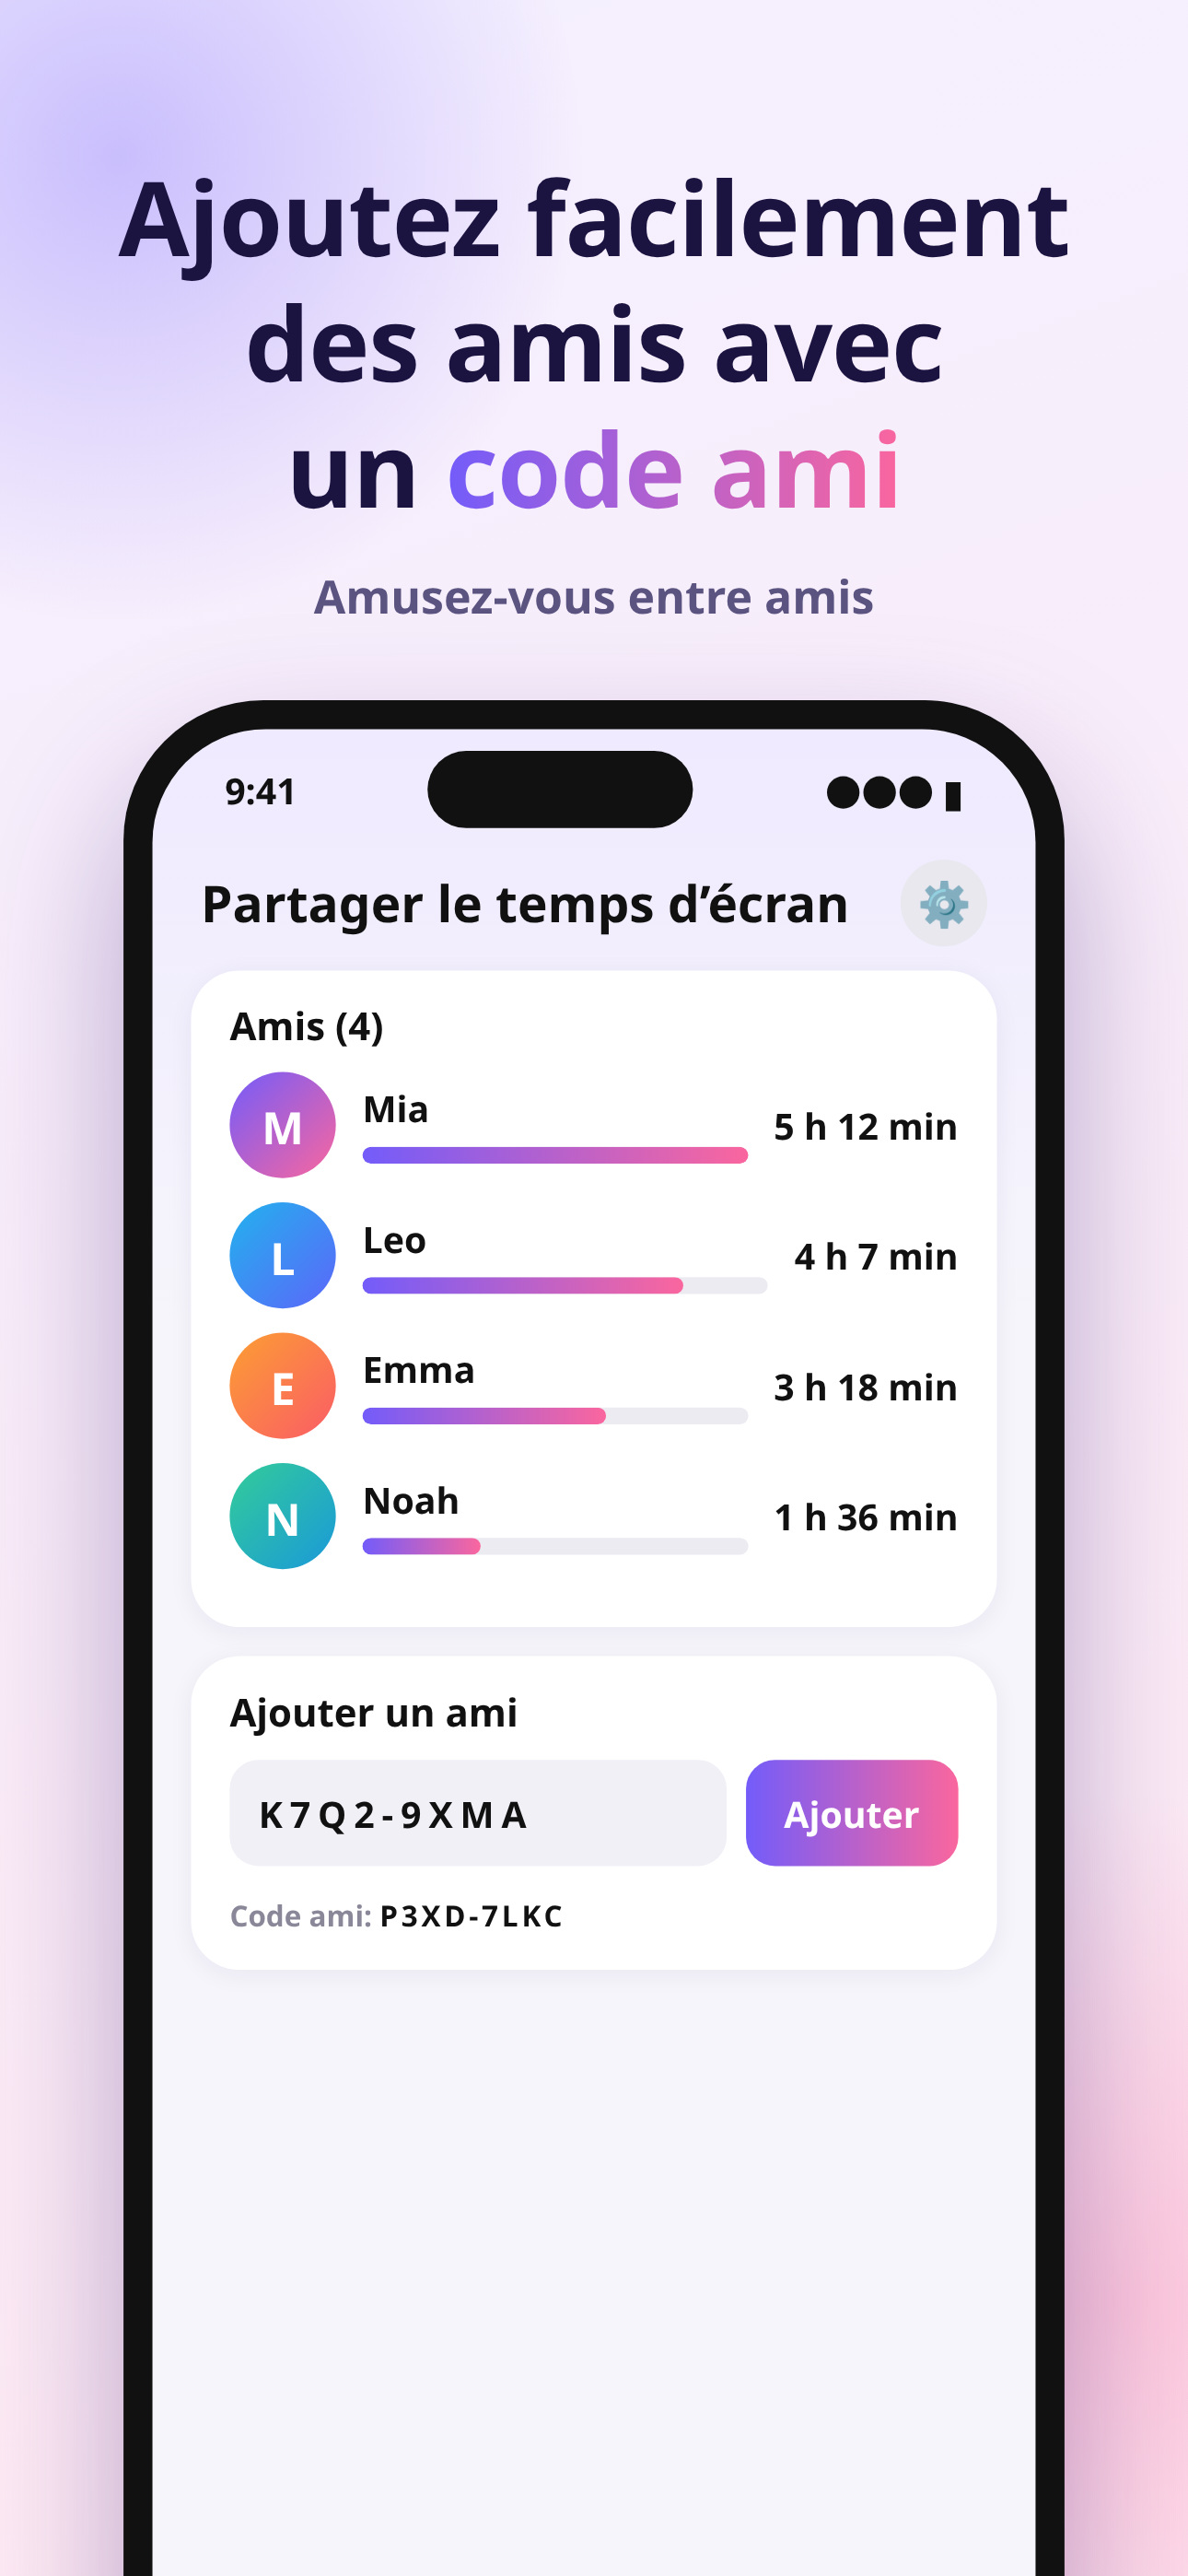 Ajoutez facilement
des amis avec
un code ami
Amusez-vous entre amis
9:41
Partager le temps d’écran
Amis (4)
M
Mia
5 h 12 min
L
Leo
4 h 7 min
E
Emma
3 h 18 min
N
Noah
1 h 36 min
Ajouter un ami
K7Q2-9XMA
Ajouter
Code ami: P3XD-7LKC